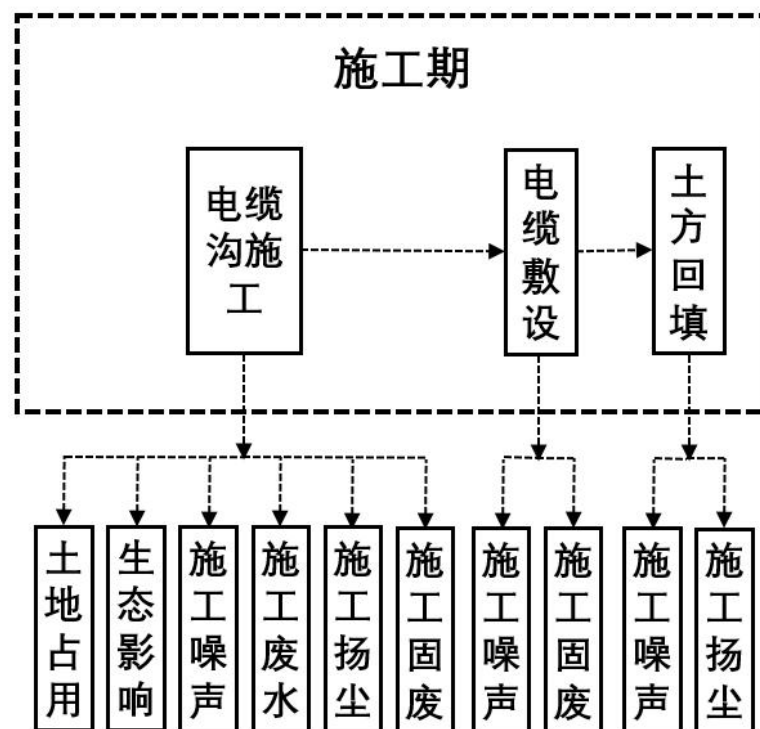 施工期
电缆
沟施
工
电缆敷设
土方回填
土地占用
生态影响
施工噪声
施工废水
施工扬尘
施工固废
施工噪声
施工固废
施工噪声
施工扬尘